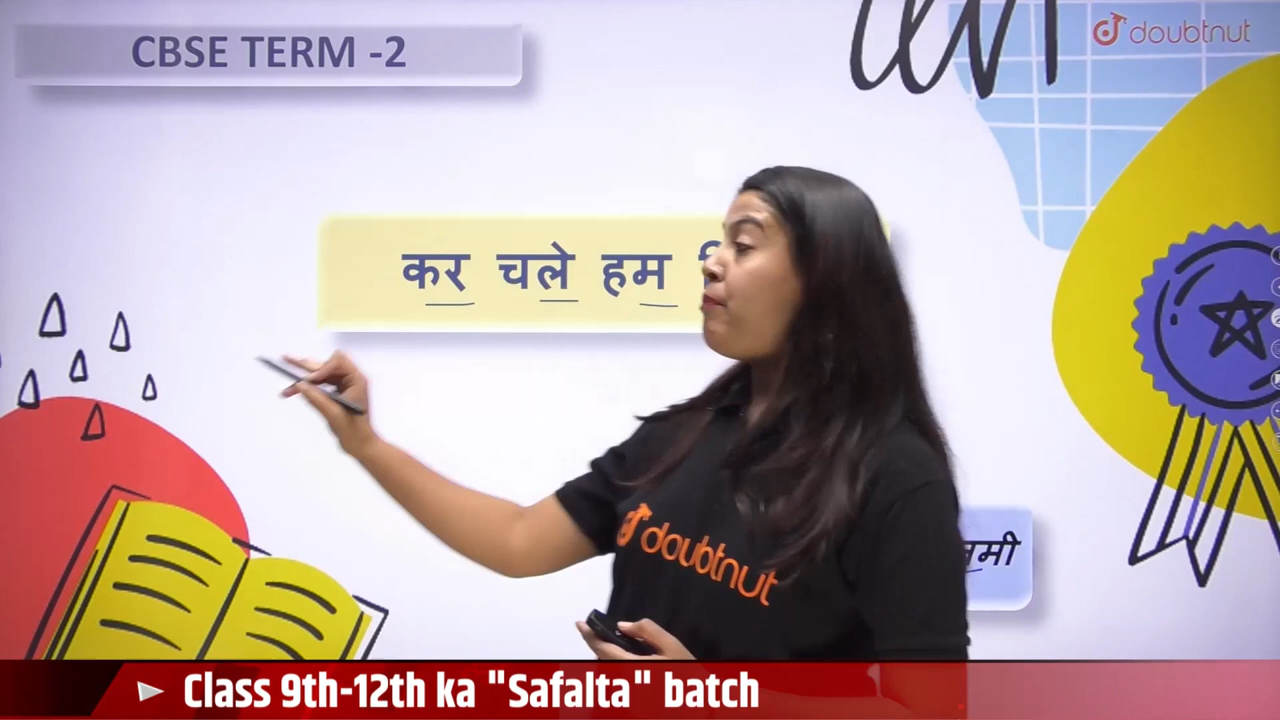 CBSE TERM -2
doubtnut
कर चले हम
doubtnut
Class 9th-12th ka "Safalta" batch